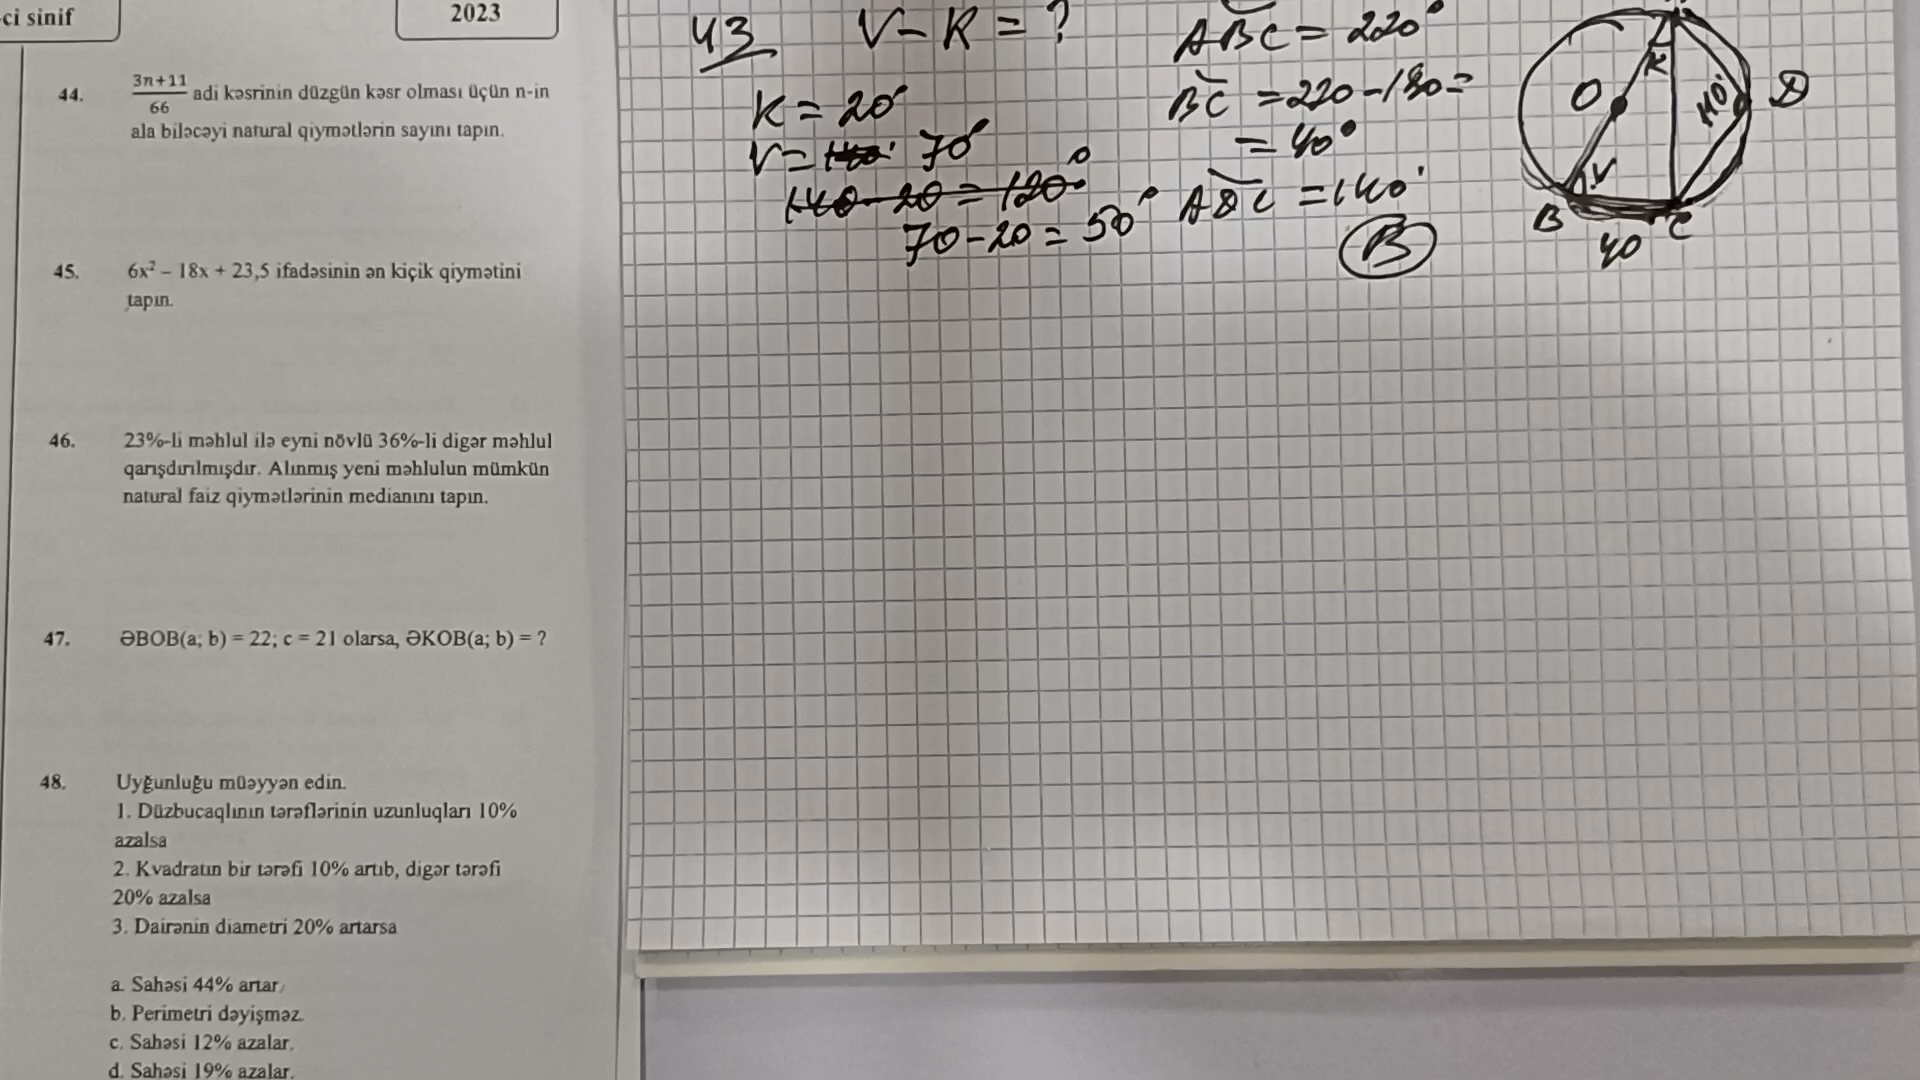 -ci sinif
2023
44. 3n+11/66 adi kəsrinin düzgün kəsr olması üçün n-in
ala biləcəyi natural qiymətlərin sayını tapın.
45. 6x² – 18x + 23,5 ifadəsinin ən kiçik qiymətini
tapın.
46. 23%-li məhlul ilə eyni növlü 36%-li digər məhlul
qarışdırılmışdır. Alınmış yeni məhlulun mümkün
natural faiz qiymətlərinin medianını tapın.
47. ƏBOB(a; b) = 22; c = 21 olarsa, ƏKOB(a; b) = ?
48. Uyğunluğu müəyyən edin.
1. Düzbucaqlının tərəflərinin uzunluqları 10%
azalsa
2. Kvadratın bir tərəfi 10% artıb, digər tərəfi
20% azalsa
3. Dairənin diametri 20% artarsa
a. Sahəsi 44% artar.
b. Perimetri dəyişməz.
c. Sahəsi 12% azalar.
d. Sahəsi 19% azalar.
43 V – K = ?
K = 20°
V = 140° 70°
140 - 20 = 120°
70 - 20 = 50°
ABC = 220°
BC = 220 - 180 =
= 40°
ADC = 140°
B
O
K
110°
D
V
B
C
40